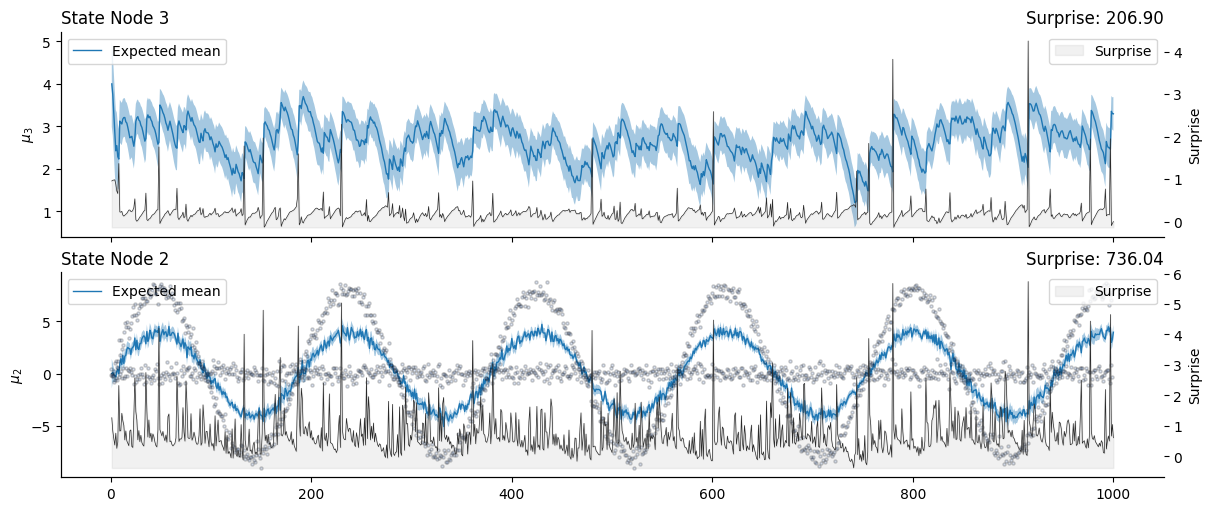 State Node 3
Surprise: 206.90
Expected mean
Surprise
5
4
3
2
1
μ₃
4
3
2
1
0
Surprise
State Node 2
Surprise: 736.04
Expected mean
Surprise
5
0
−5
μ₂
6
5
4
3
2
1
0
Surprise
0
200
400
600
800
1000